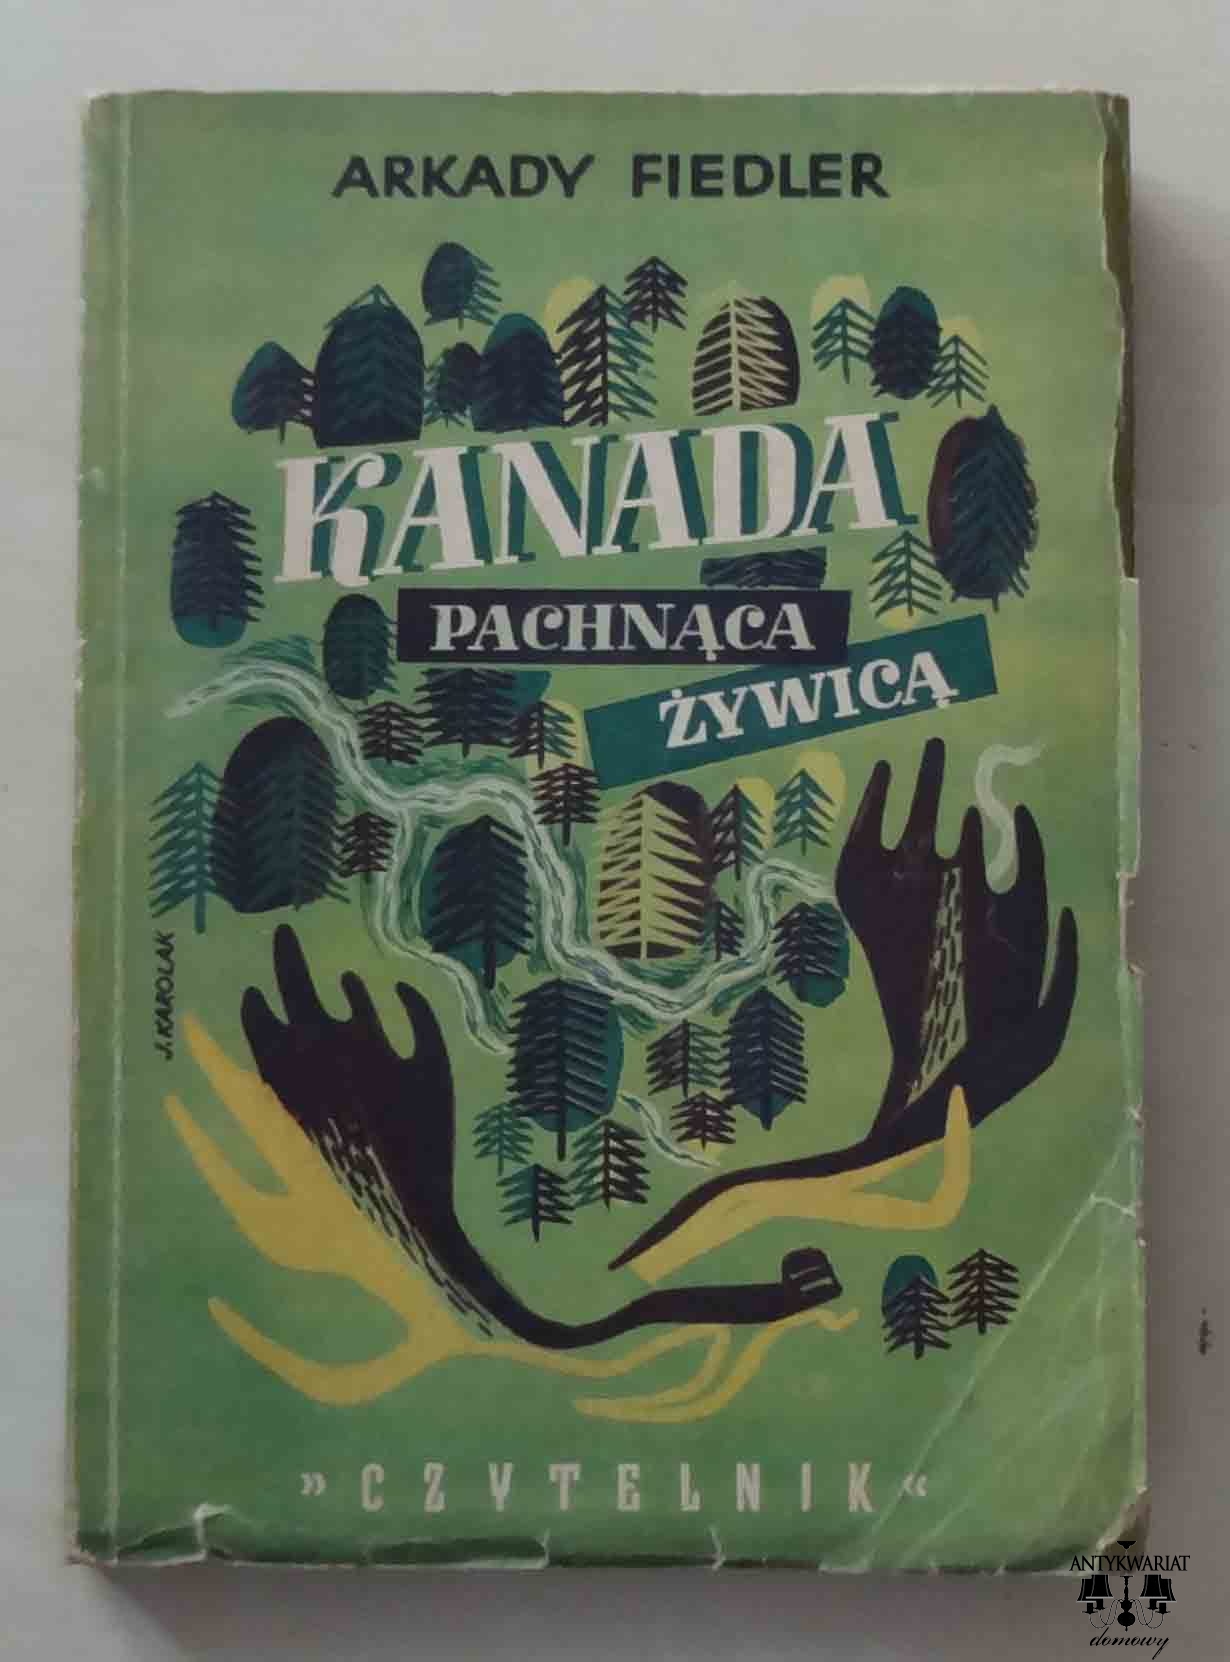 ARKADY FIEDLER
KANADA
PACHNĄCA
ŻYWICĄ
J. KAROLAK
»CZYTELNIK«
ANTYKWARIAT
domowy